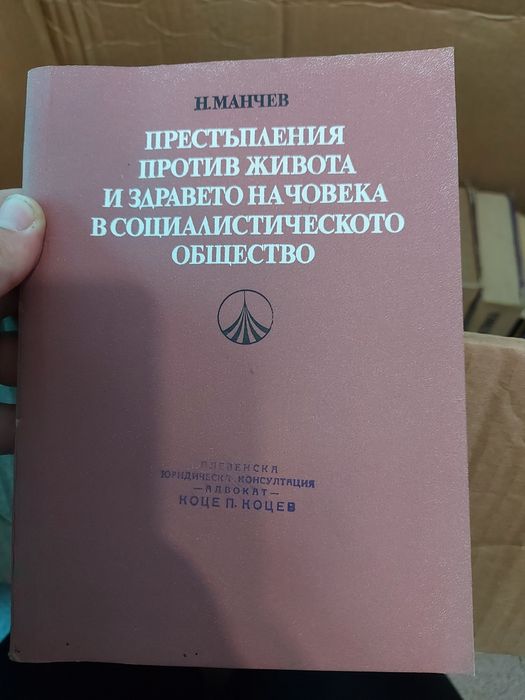 Н. МАНЧЕВ
ПРЕСТЪПЛЕНИЯ
ПРОТИВ ЖИВОТА
И ЗДРАВЕТО НА ЧОВЕКА
В СОЦИАЛИСТИЧЕСКОТО
ОБЩЕСТВО
ПЛЕВЕНСКА
ЮРИДИЧЕСКА КОНСУЛТАЦИЯ
— АДВОКАТ —
КОЦЕ П. КОЦЕВ